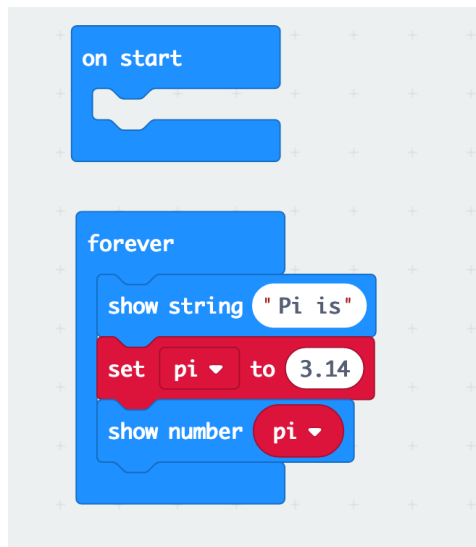 on start
forever
show string "Pi is"
set pi to 3.14
show number pi